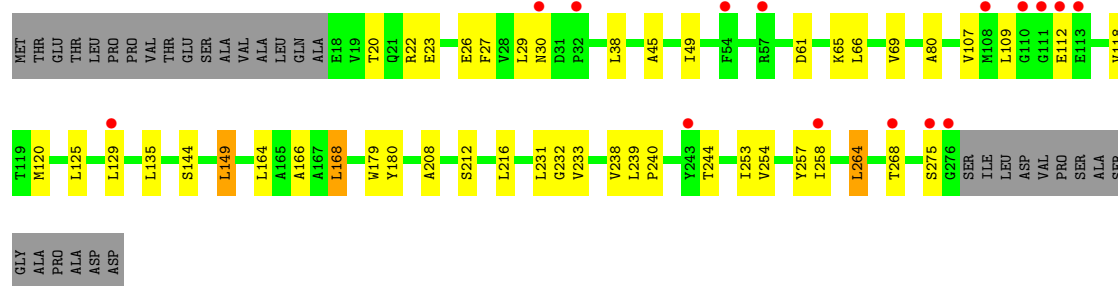 MET THR GLU THR LEU PRO PRO VAL THR GLU SER ALA VAL ALA LEU GLN ALA E18 V19 T20 Q21 R22 E23 E26 F27 V28 L29 N30 D31 P32 L38 A45 I49 F54 R57 D61 K65 L66 V69 A80 V107 M108 L109 G110 G111 E112 E113 V118
T119 M120 L125 L129 L135 S144 L149 L164 A165 A166 A167 L168 W179 Y180 A208 S212 L216 L231 G232 V233 V238 L239 P240 Y243 T244 I253 V254 Y257 I258 L264 T268 S275 G276 SER ILE LEU ASP VAL PRO SER ALA SER
GLY ALA PRO ALA ASP ASP